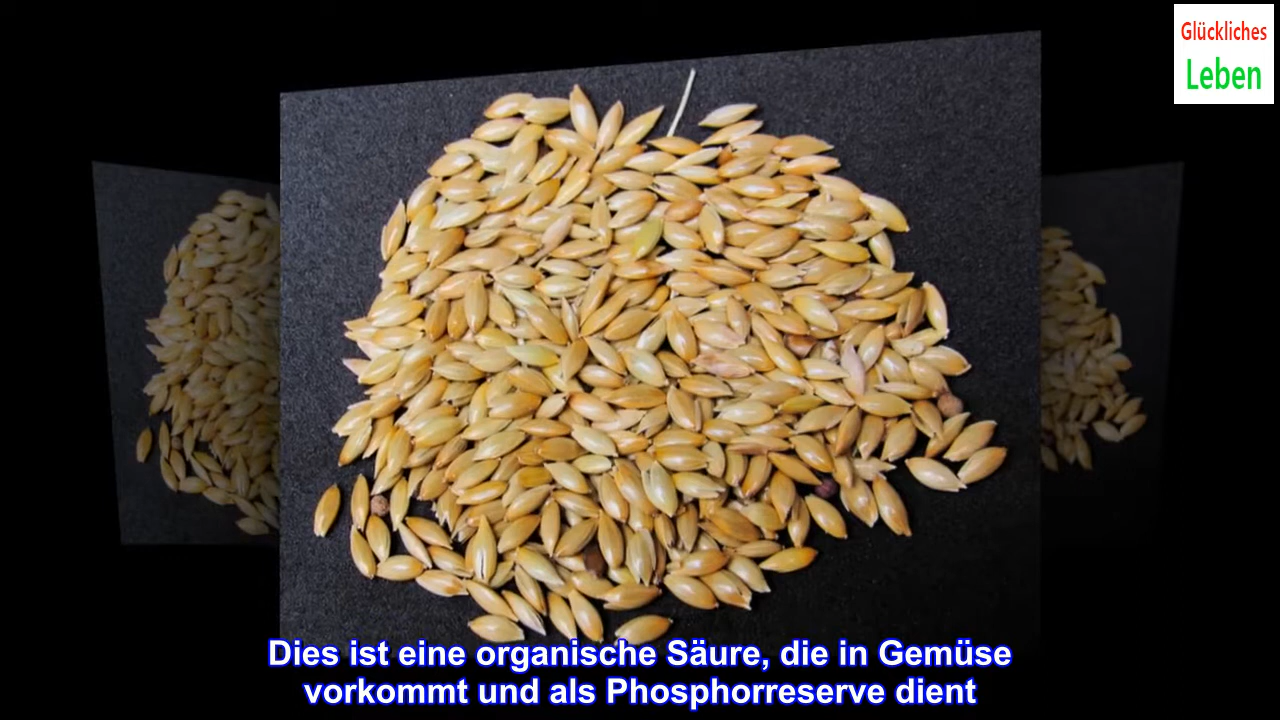 Glückliches
Leben
Dies ist eine organische Säure, die in Gemüse
vorkommt und als Phosphorreserve dient